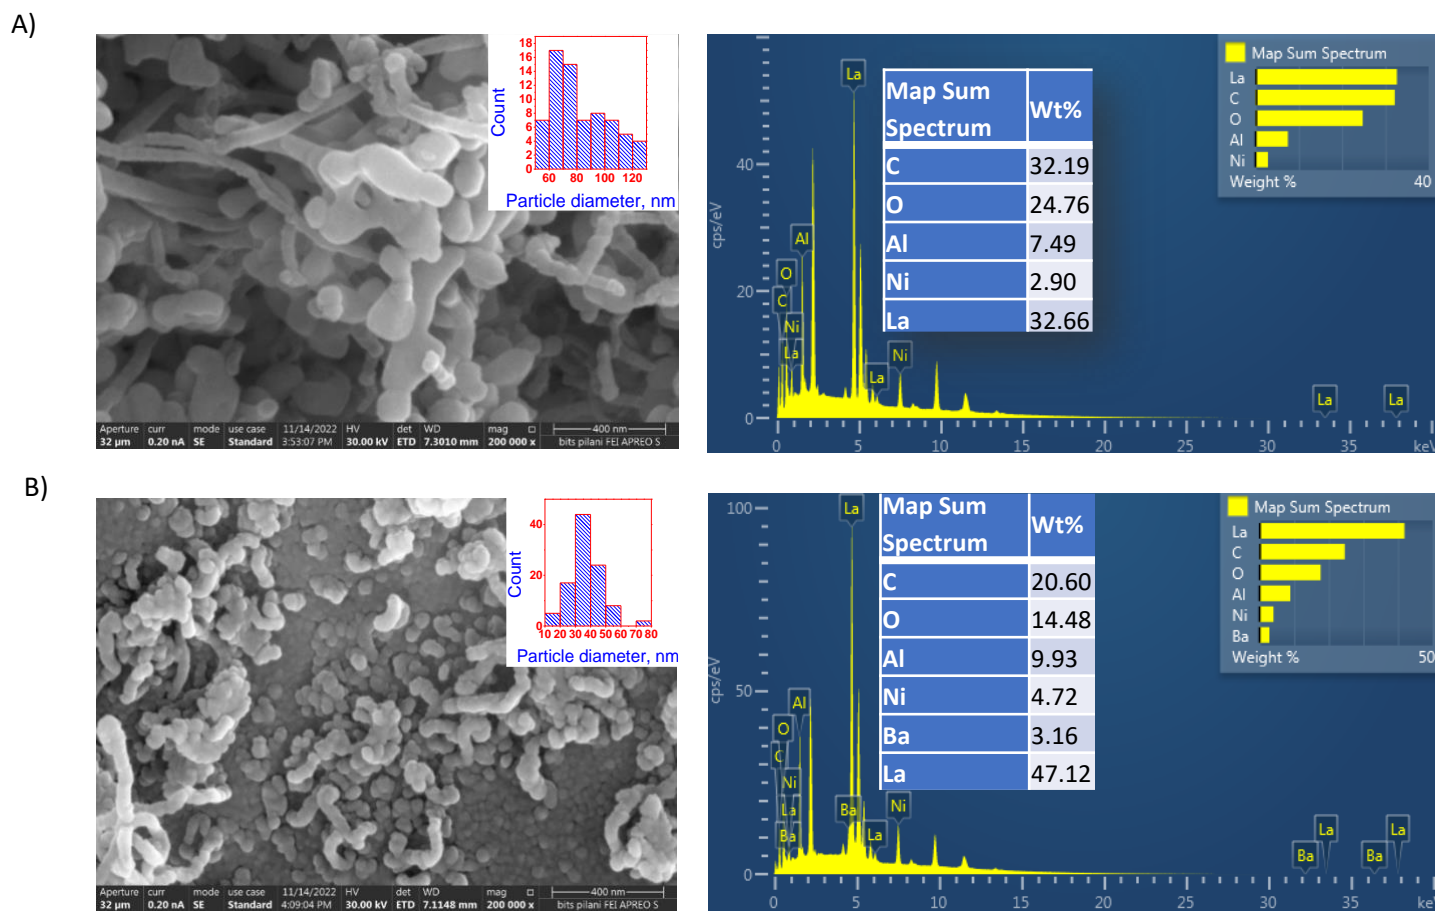 A)
18
16
14
12
10
8
6
4
2
0
Count
60 80 100 120
Particle diameter, nm
Aperture curr mode use case 11/14/2022 HV det WD mag □ 400 nm
32 µm 0.20 nA SE Standard 3:53:07 PM 30.00 kV ETD 7.3010 mm 200 000 x bits pilani FEI APREO S
cps/eV
40
20
0
La
Al
O
C
Ni
La
La
Ni
La
La
0 5 10 15 20 25 30 35 keV
Map Sum Spectrum Wt%
C 32.19
O 24.76
Al 7.49
Ni 2.90
La 32.66
Map Sum Spectrum
La
C
O
Al
Ni
Weight % 40
B)
40
20
0
Count
10 20 30 40 50 60 70 80
Particle diameter, nm
Aperture curr mode use case 11/14/2022 HV det WD mag □ 400 nm
32 µm 0.20 nA SE Standard 4:09:04 PM 30.00 kV ETD 7.1148 mm 200 000 x bits pilani FEI APREO S
cps/eV
100
50
0
La
Al
O
C
Ni
La
Ba
Ba
La
Ni
Ba
La
Ba
La
0 5 10 15 20 25 30 35 ke
Map Sum Spectrum Wt%
C 20.60
O 14.48
Al 9.93
Ni 4.72
Ba 3.16
La 47.12
Map Sum Spectrum
La
C
O
Al
Ni
Ba
Weight % 50